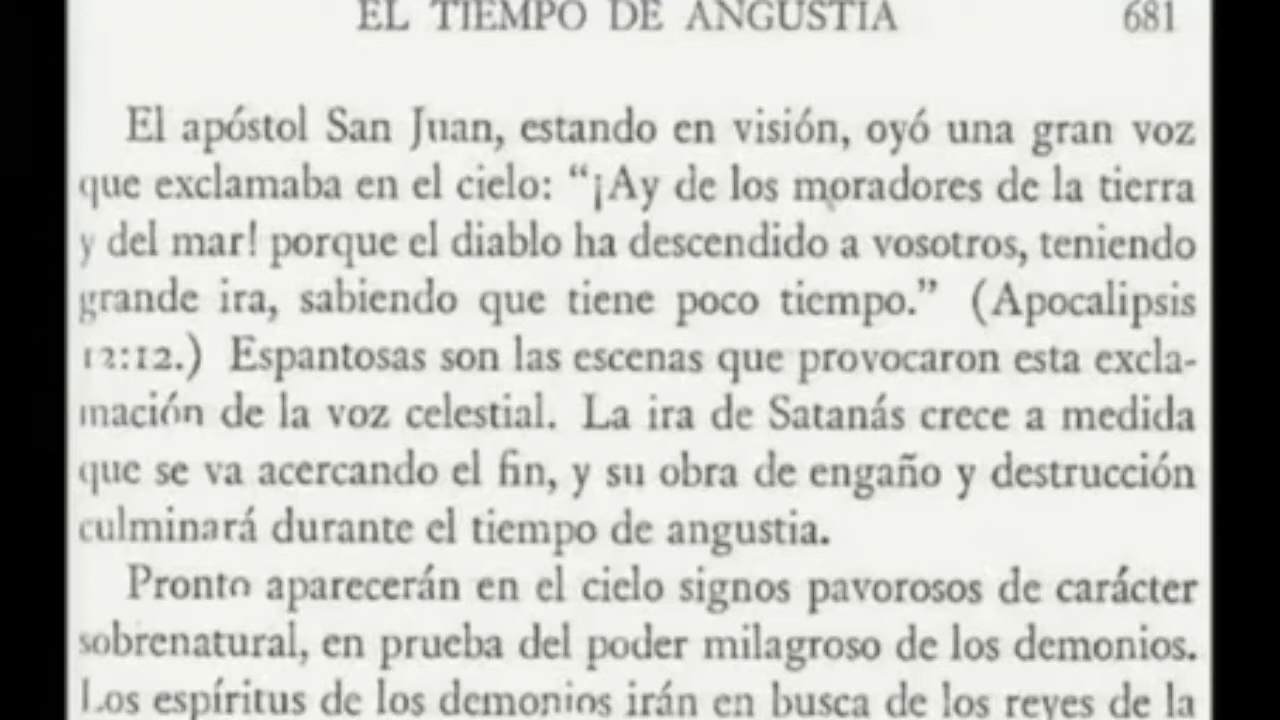 EL TIEMPO DE ANGUSTIA 681
El apóstol San Juan, estando en visión, oyó una gran voz
que exclamaba en el cielo: “¡Ay de los moradores de la tierra
y del mar! porque el diablo ha descendido a vosotros, teniendo
grande ira, sabiendo que tiene poco tiempo.” (Apocalipsis
12:12.) Espantosas son las escenas que provocaron esta excla-
mación de la voz celestial. La ira de Satanás crece a medida
que se va acercando el fin, y su obra de engaño y destrucción
culminará durante el tiempo de angustia.
Pronto aparecerán en el cielo signos pavorosos de carácter
sobrenatural, en prueba del poder milagroso de los demonios.
Los espíritus de los demonios irán en busca de los reyes de la